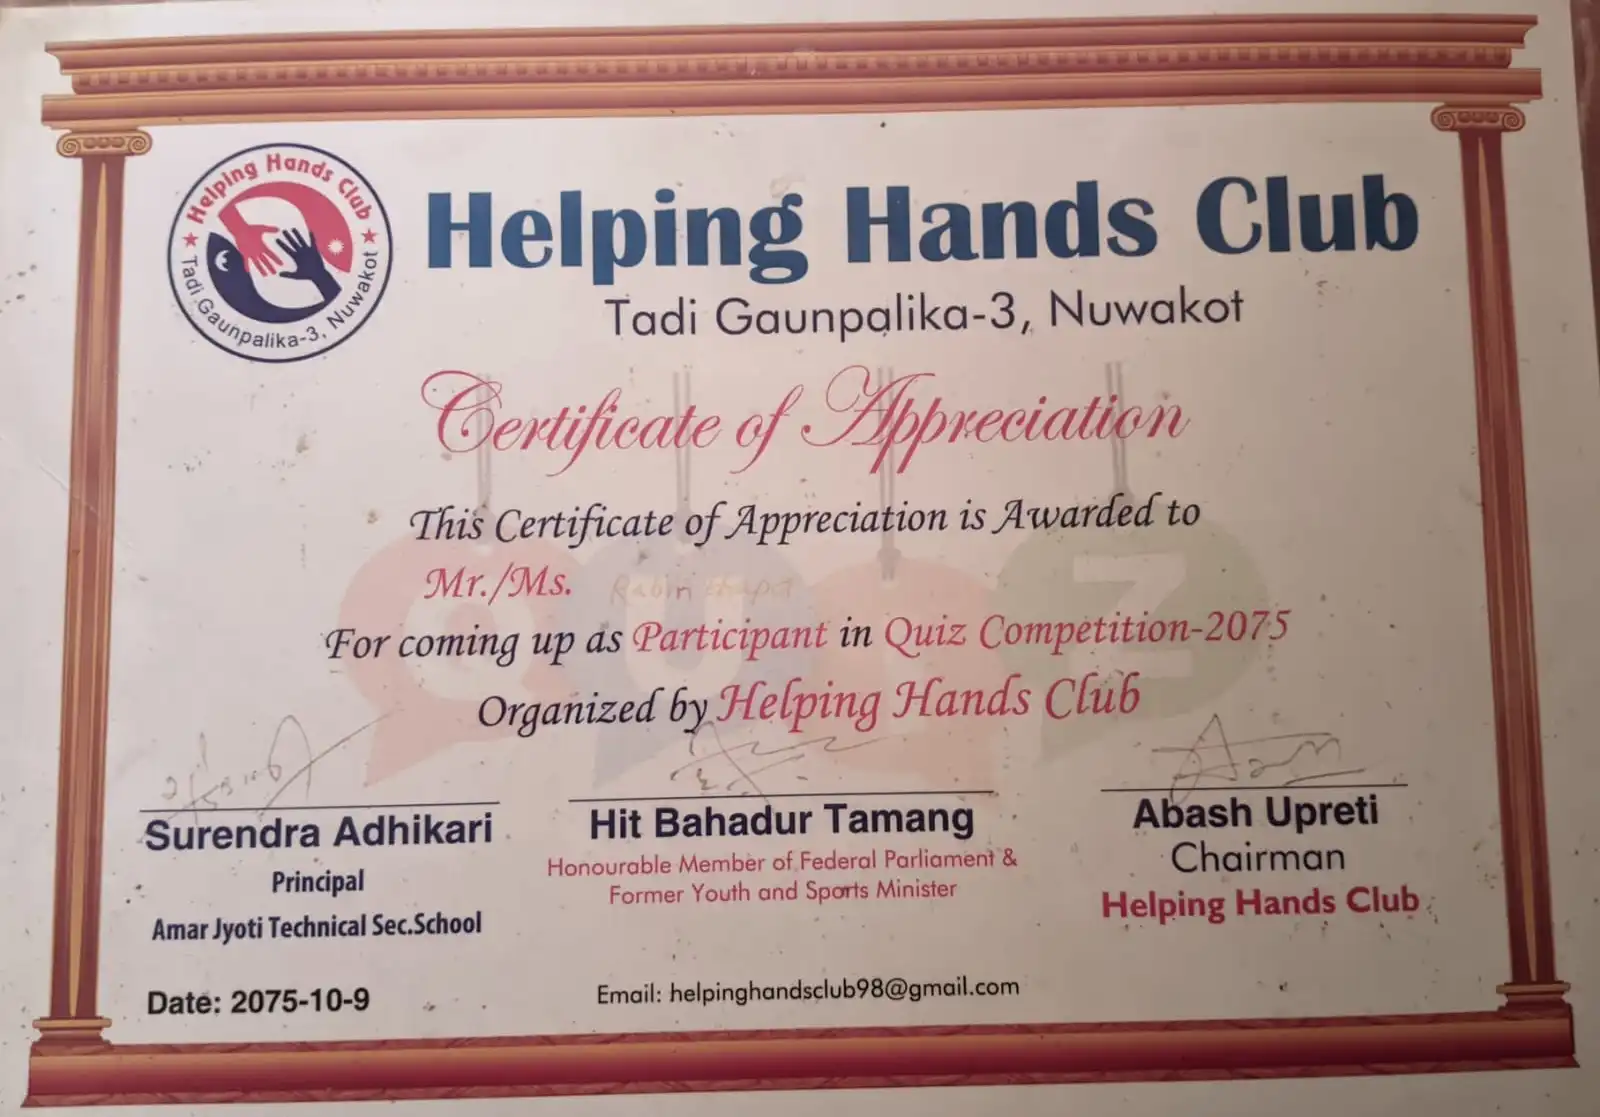 Helping Hands Club
Tadi Gaunpalika-3, Nuwakot
Helping Hands Club
Tadi Gaunpalika-3, Nuwakot
Certificate of Appreciation
This Certificate of Appreciation is Awarded to
Mr./Ms. Rabin
For coming up as Participant in Quiz Competition-2075
Organized by Helping Hands Club
QUIZ
Surendra Adhikari
Principal
Amar Jyoti Technical Sec.School
Hit Bahadur Tamang
Honourable Member of Federal Parliament &
Former Youth and Sports Minister
Abash Upreti
Chairman
Helping Hands Club
Date: 2075-10-9
Email: helpinghandsclub98@gmail.com